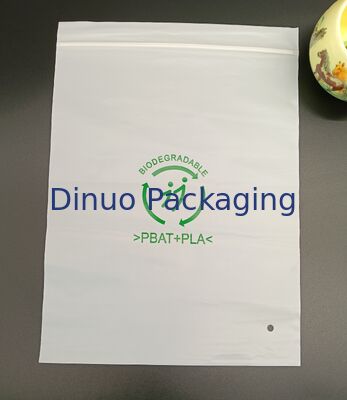 BIODEGRADABLE
Dinuo Packaging
>PBAT+PLA<